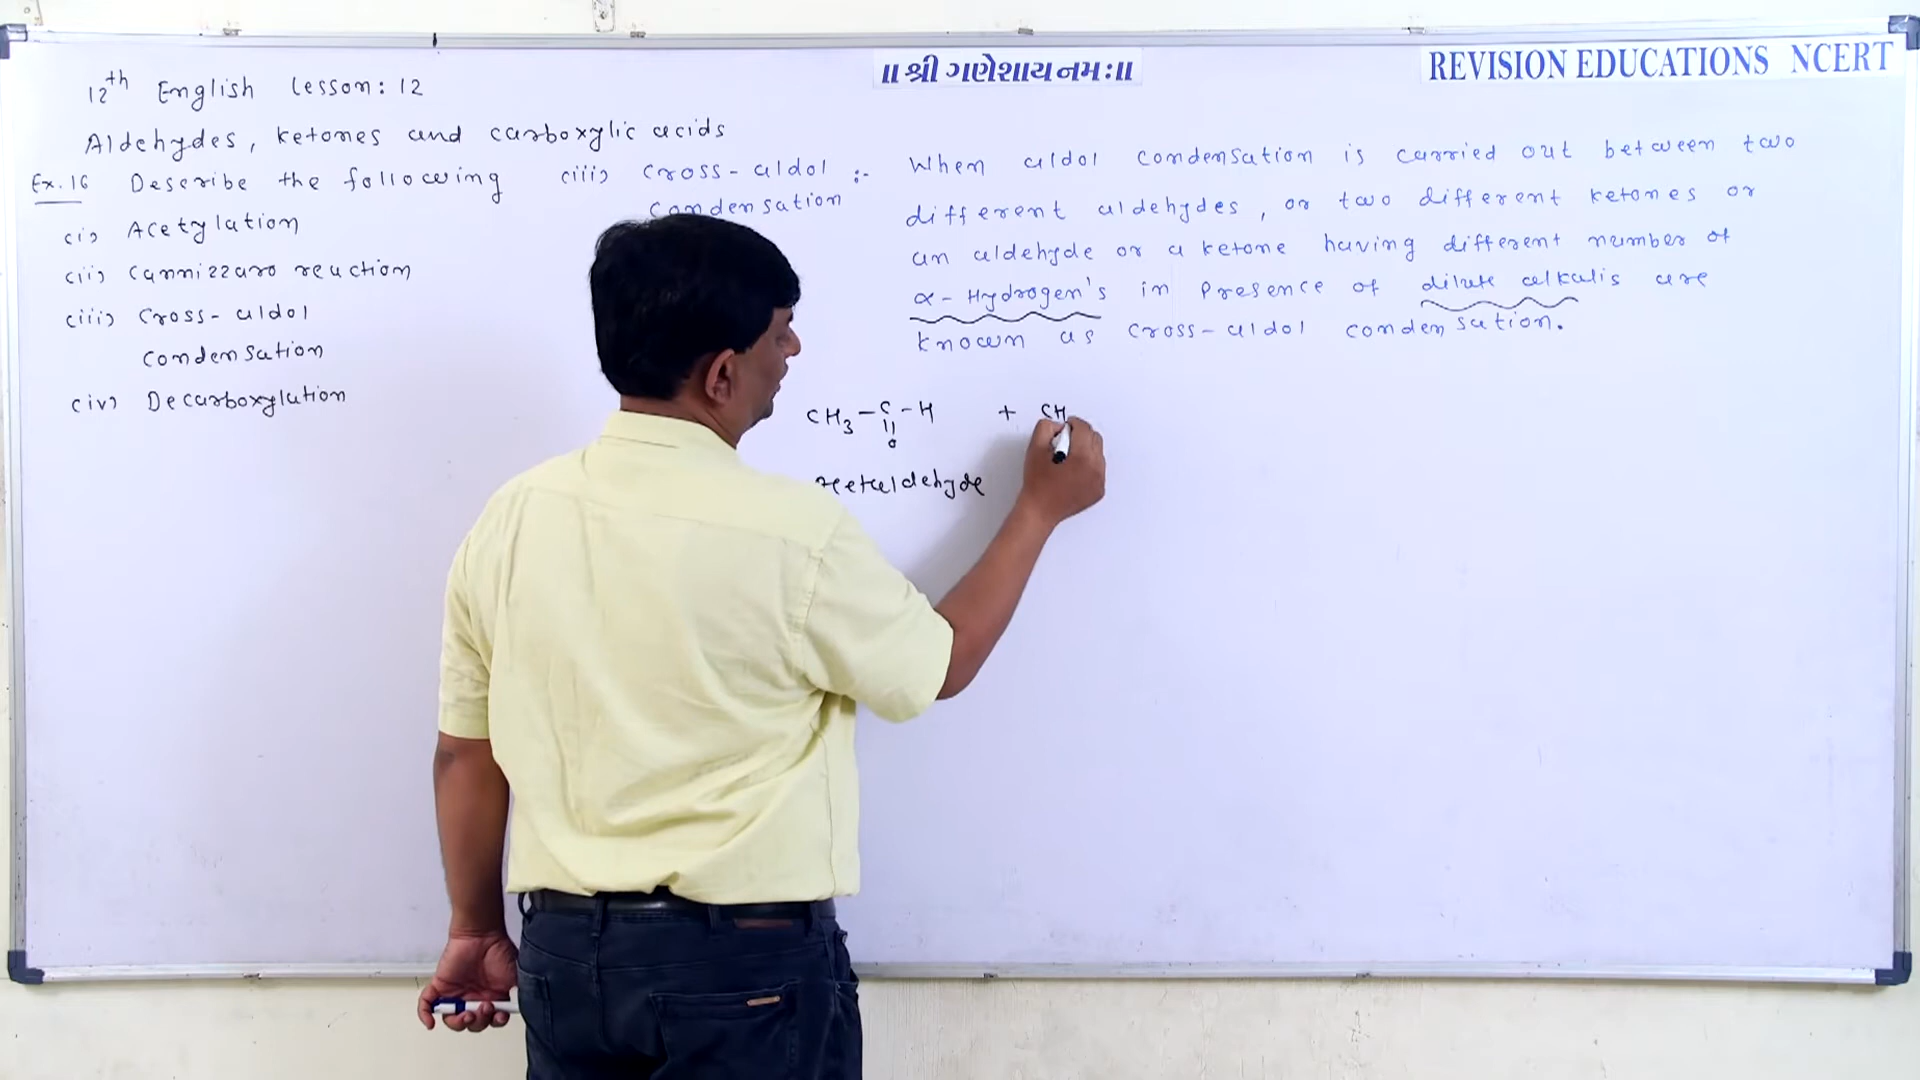 ॥ શ્રી ગણેશાય નમઃ॥
REVISION EDUCATIONS NCERT
12th English Lesson: 12
Aldehydes, ketones and carboxylic acids
Ex.16 Describe the following
(i) Acetylation
(ii) Cannizzaro reaction
(iii) Cross-aldol
Condensation
(iv) Decarboxylation
(iii) Cross-aldol :-
Condensation
When aldol condensation is carried out between two
different aldehydes, or two different ketones or
an aldehyde or a ketone having different number of
α-Hydrogen's in presence of dilute alkalis are
known as cross-aldol condensation.
CH3-C-H + CH
||
O
Acetaldehyde